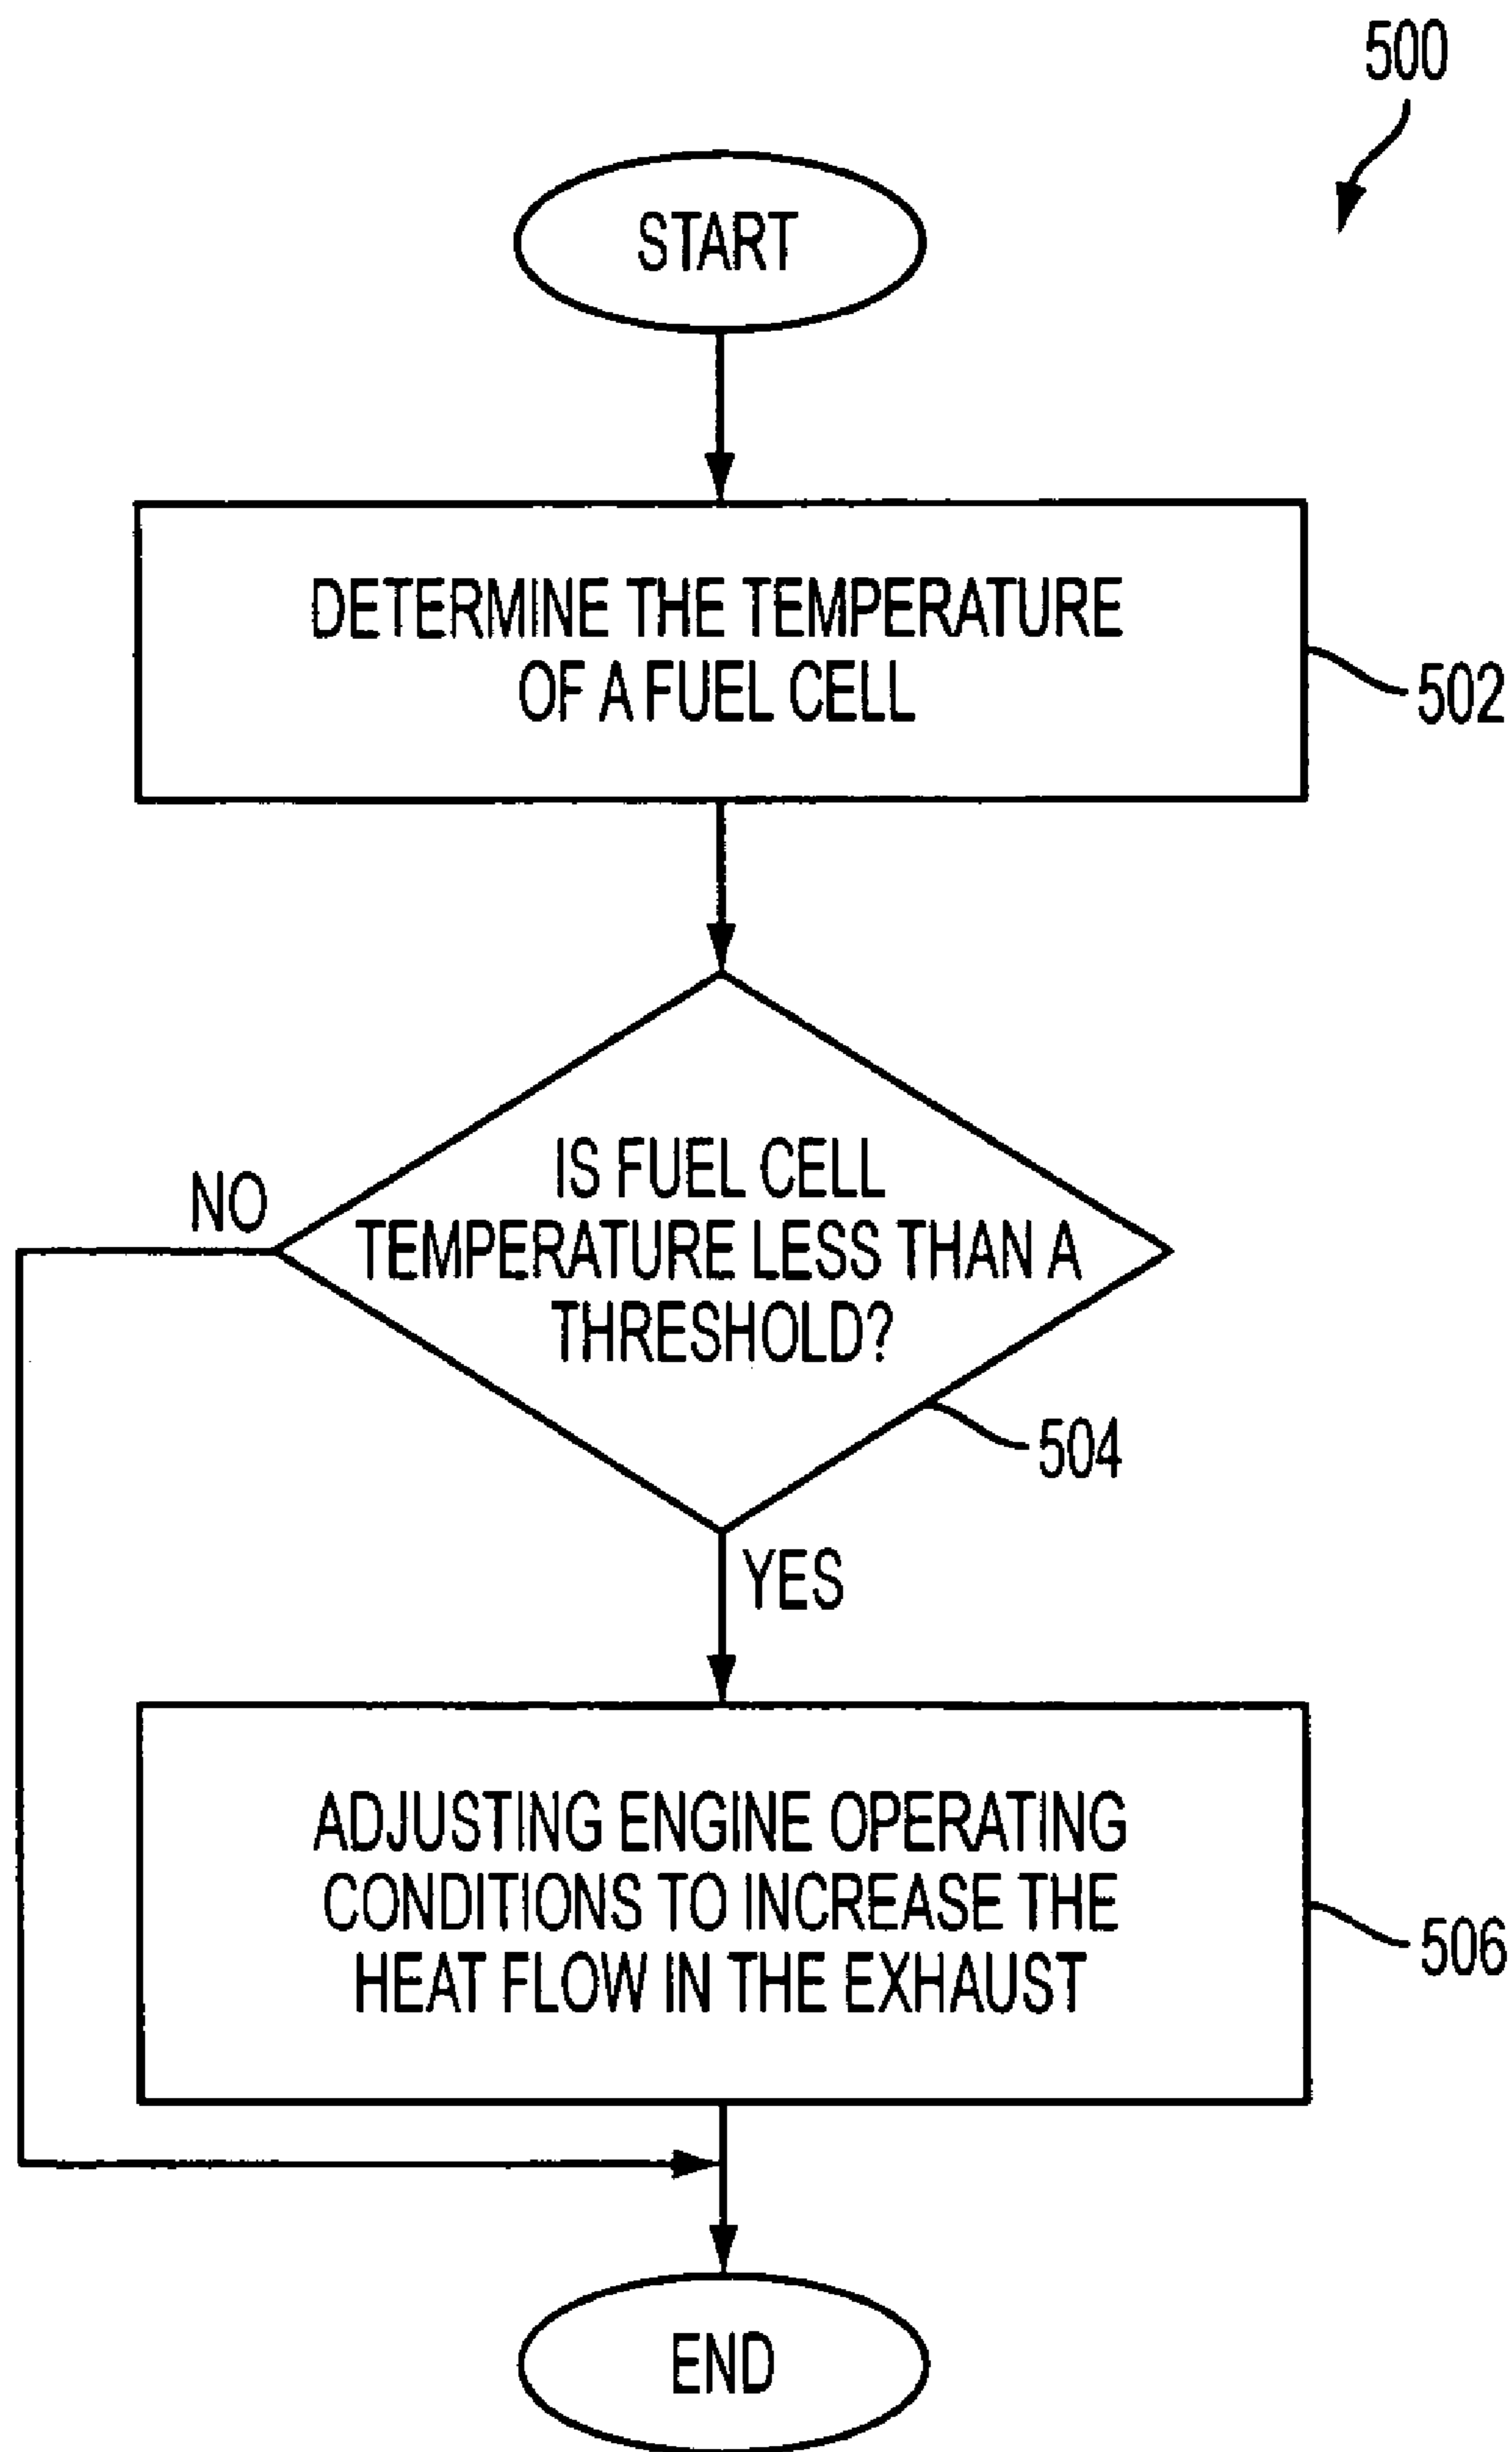 500
START
DETERMINE THE TEMPERATURE
OF A FUEL CELL
502
IS FUEL CELL
TEMPERATURE LESS THAN A
THRESHOLD?
NO
504
YES
ADJUSTING ENGINE OPERATING
CONDITIONS TO INCREASE THE
HEAT FLOW IN THE EXHAUST
506
END